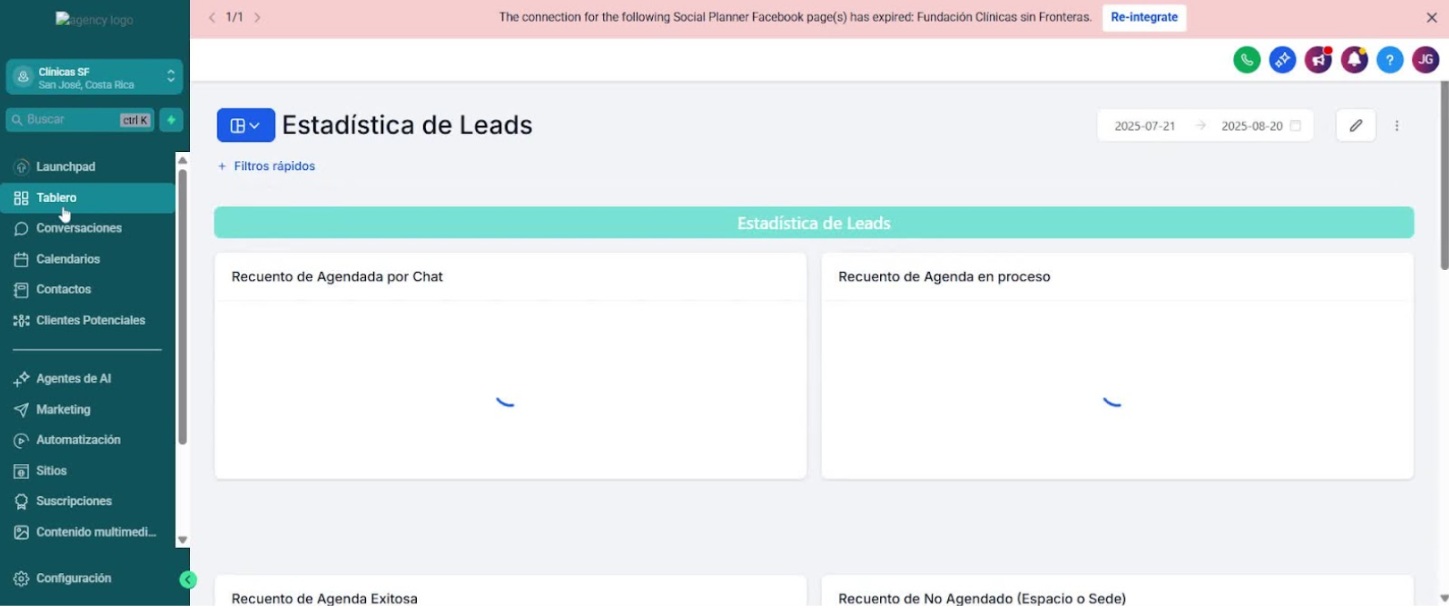 agency logo
1/1
The connection for the following Social Planner Facebook page(s) has expired: Fundación Clínicas sin Fronteras.
Re-integrate
Clínicas SF
San José, Costa Rica
JG
Buscar
ctrl K
Estadística de Leads
2025-07-21
2025-08-20
+ Filtros rápidos
Launchpad
Tablero
Conversaciones
Calendarios
Contactos
Clientes Potenciales
Agentes de AI
Marketing
Automatización
Sitios
Suscripciones
Contenido multimedi...
Configuración
Estadística de Leads
Recuento de Agendada por Chat
Recuento de Agenda en proceso
Recuento de Agenda Exitosa
Recuento de No Agendado (Espacio o Sede)